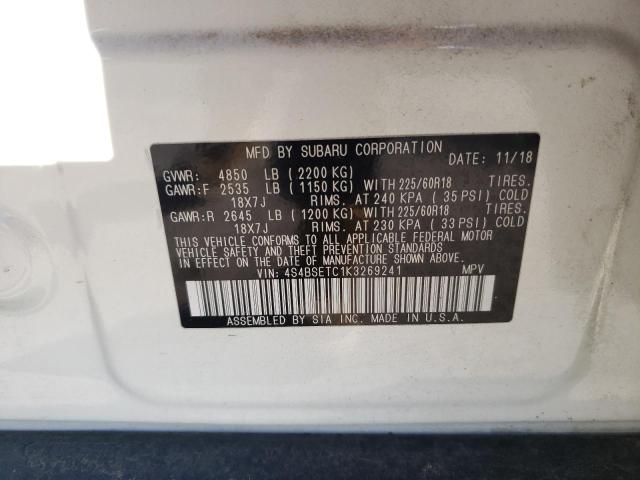 MFD BY SUBARU CORPORATION DATE: 11/18
GVWR: 4850 LB (2200 KG)
GAWR:F 2535 LB (1150 KG) WITH 225/60R18 TIRES.
18X7J RIMS. AT 240 KPA (35 PSI) COLD
GAWR:R 2645 LB (1200 KG) WITH 225/60R18 TIRES.
18X7J RIMS. AT 230 KPA (33 PSI) COLD
THIS VEHICLE CONFORMS TO ALL APPLICABLE FEDERAL MOTOR
VEHICLE SAFETY AND THEFT PREVENTION STANDARDS
IN EFFECT ON THE DATE OF MANUFACTURE SHOWN ABOVE.
VIN: 4S4BSETC1K3269241 MPV
ASSEMBLED BY SIA INC. MADE IN U.S.A.